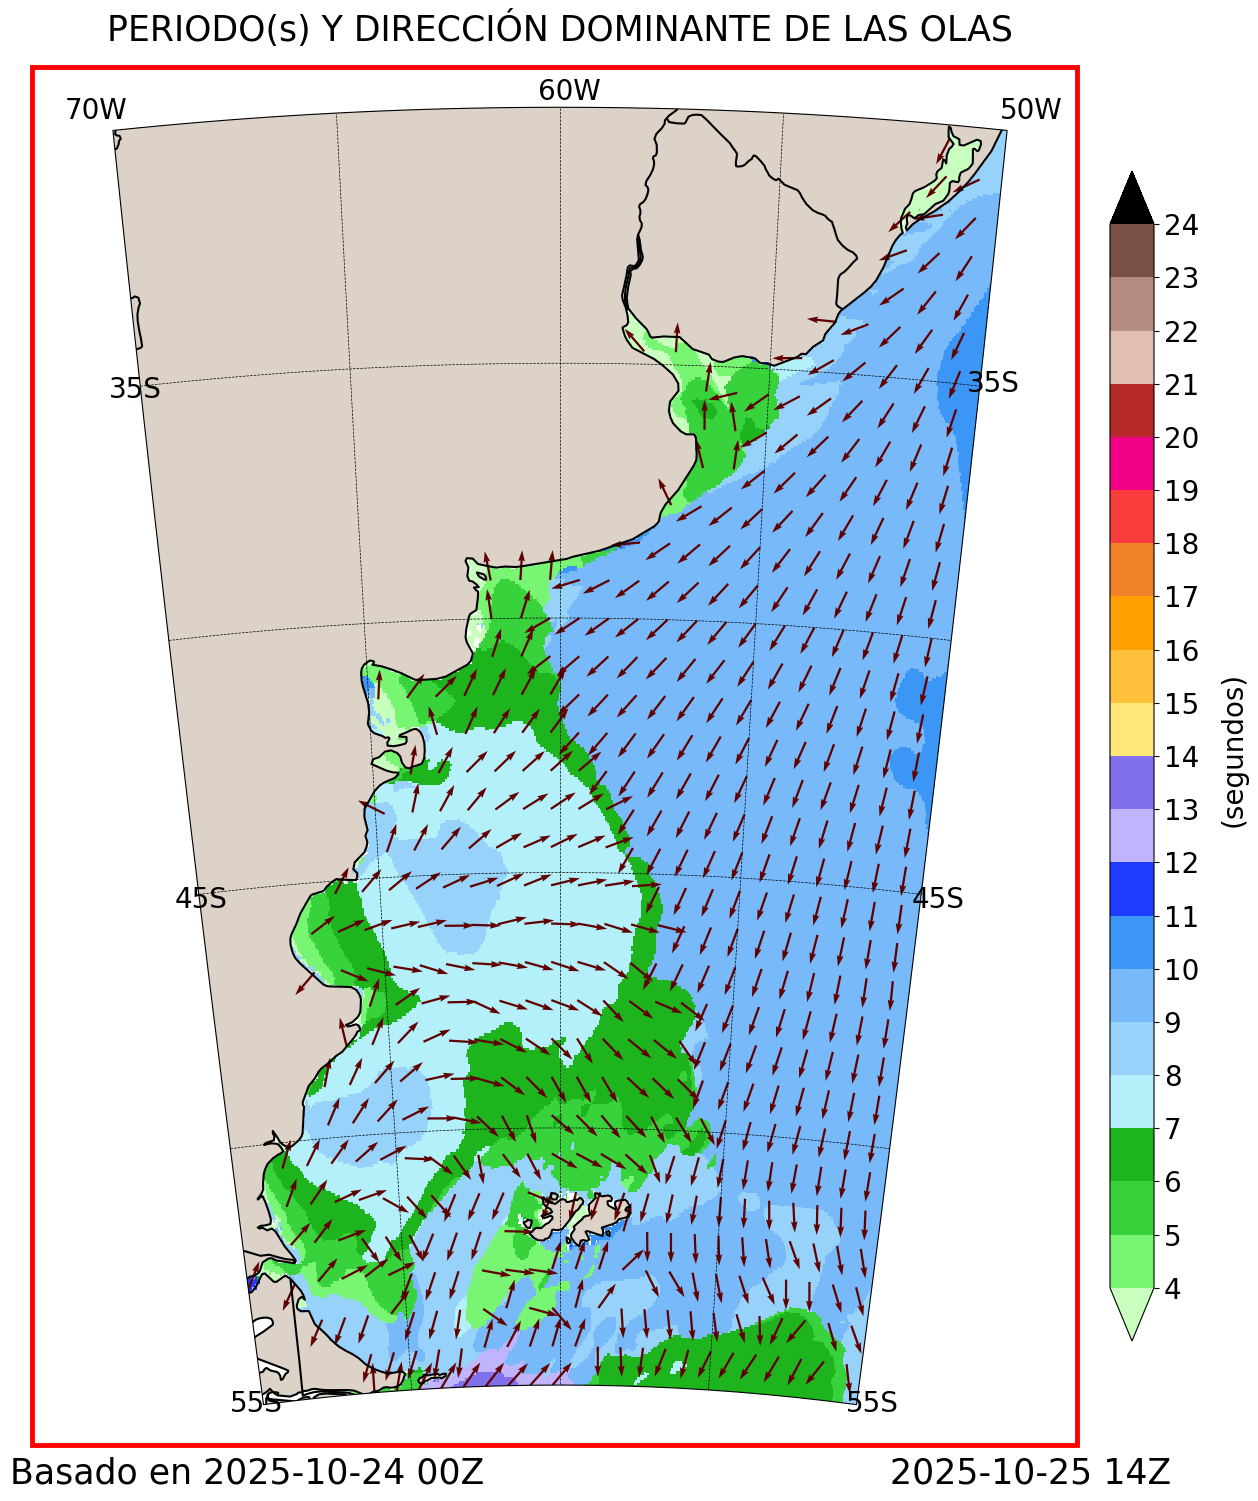 PERIODO(s) Y DIRECCIÓN DOMINANTE DE LAS OLAS
70W
60W
50W
35S
35S
45S
45S
55S
55S
24
23
22
21
20
19
18
17
16
15
14
13
12
11
10
9
8
7
6
5
4
(segundos)
Basado en 2025-10-24 00Z
2025-10-25 14Z